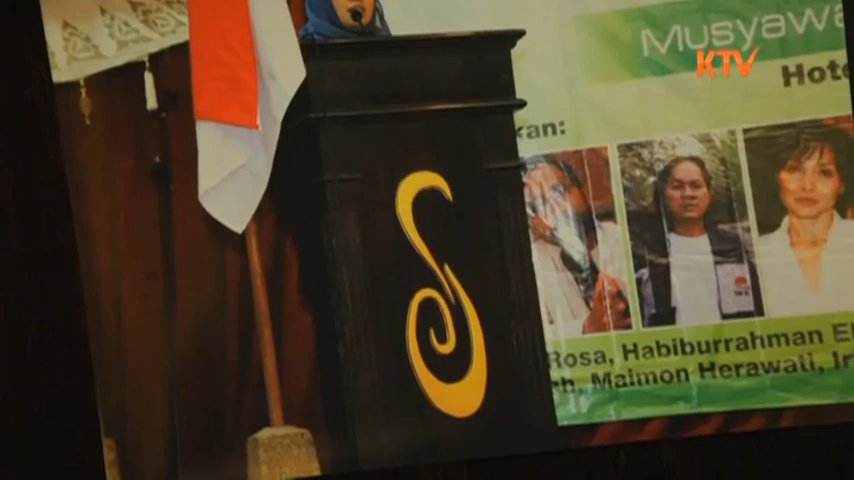 Musyawa
KTV
Hote
kan:
Rosa, Habiburrahman El
h, Maimon Herawati, Ir